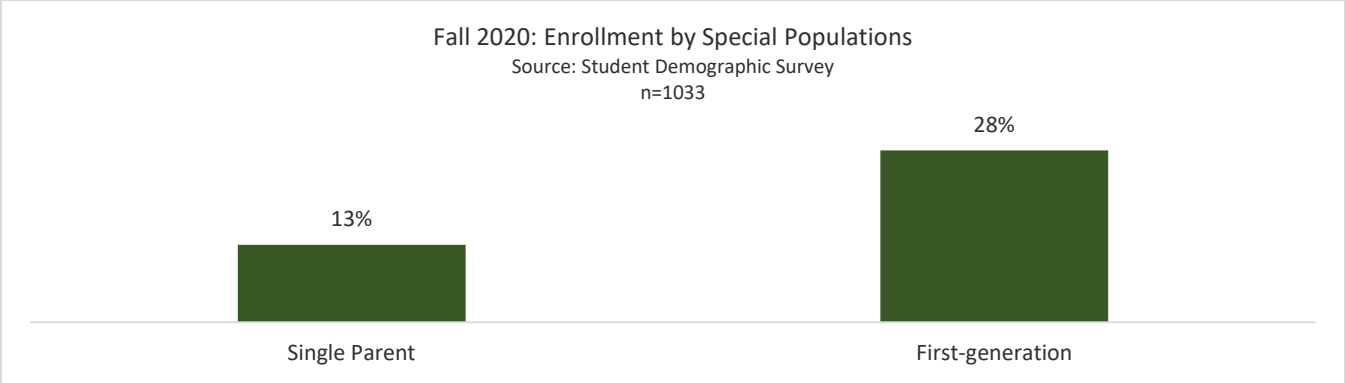 Fall 2020: Enrollment by Special Populations
Source: Student Demographic Survey
n=1033
28%
13%
Single Parent
First-generation